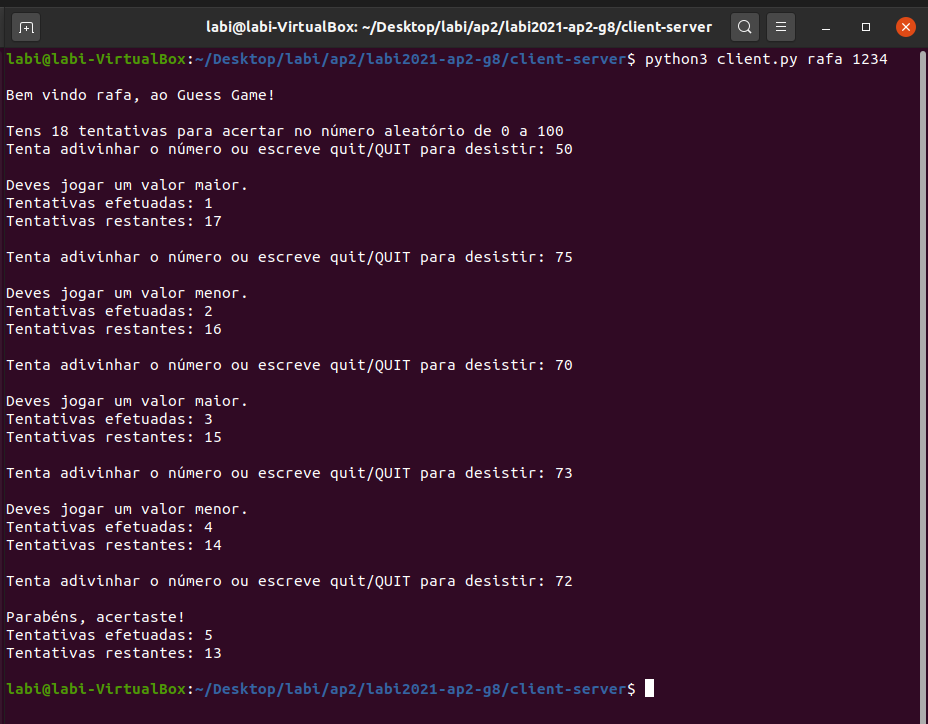 labi@labi-VirtualBox: ~/Desktop/labi/ap2/labi2021-ap2-g8/client-server
labi@labi-VirtualBox:~/Desktop/labi/ap2/labi2021-ap2-g8/client-server$ python3 client.py rafa 1234
Bem vindo rafa, ao Guess Game!
Tens 18 tentativas para acertar no número aleatório de 0 a 100
Tenta adivinhar o número ou escreve quit/QUIT para desistir: 50
Deves jogar um valor maior.
Tentativas efetuadas: 1
Tentativas restantes: 17
Tenta adivinhar o número ou escreve quit/QUIT para desistir: 75
Deves jogar um valor menor.
Tentativas efetuadas: 2
Tentativas restantes: 16
Tenta adivinhar o número ou escreve quit/QUIT para desistir: 70
Deves jogar um valor maior.
Tentativas efetuadas: 3
Tentativas restantes: 15
Tenta adivinhar o número ou escreve quit/QUIT para desistir: 73
Deves jogar um valor menor.
Tentativas efetuadas: 4
Tentativas restantes: 14
Tenta adivinhar o número ou escreve quit/QUIT para desistir: 72
Parabéns, acertaste!
Tentativas efetuadas: 5
Tentativas restantes: 13
labi@labi-VirtualBox:~/Desktop/labi/ap2/labi2021-ap2-g8/client-server$